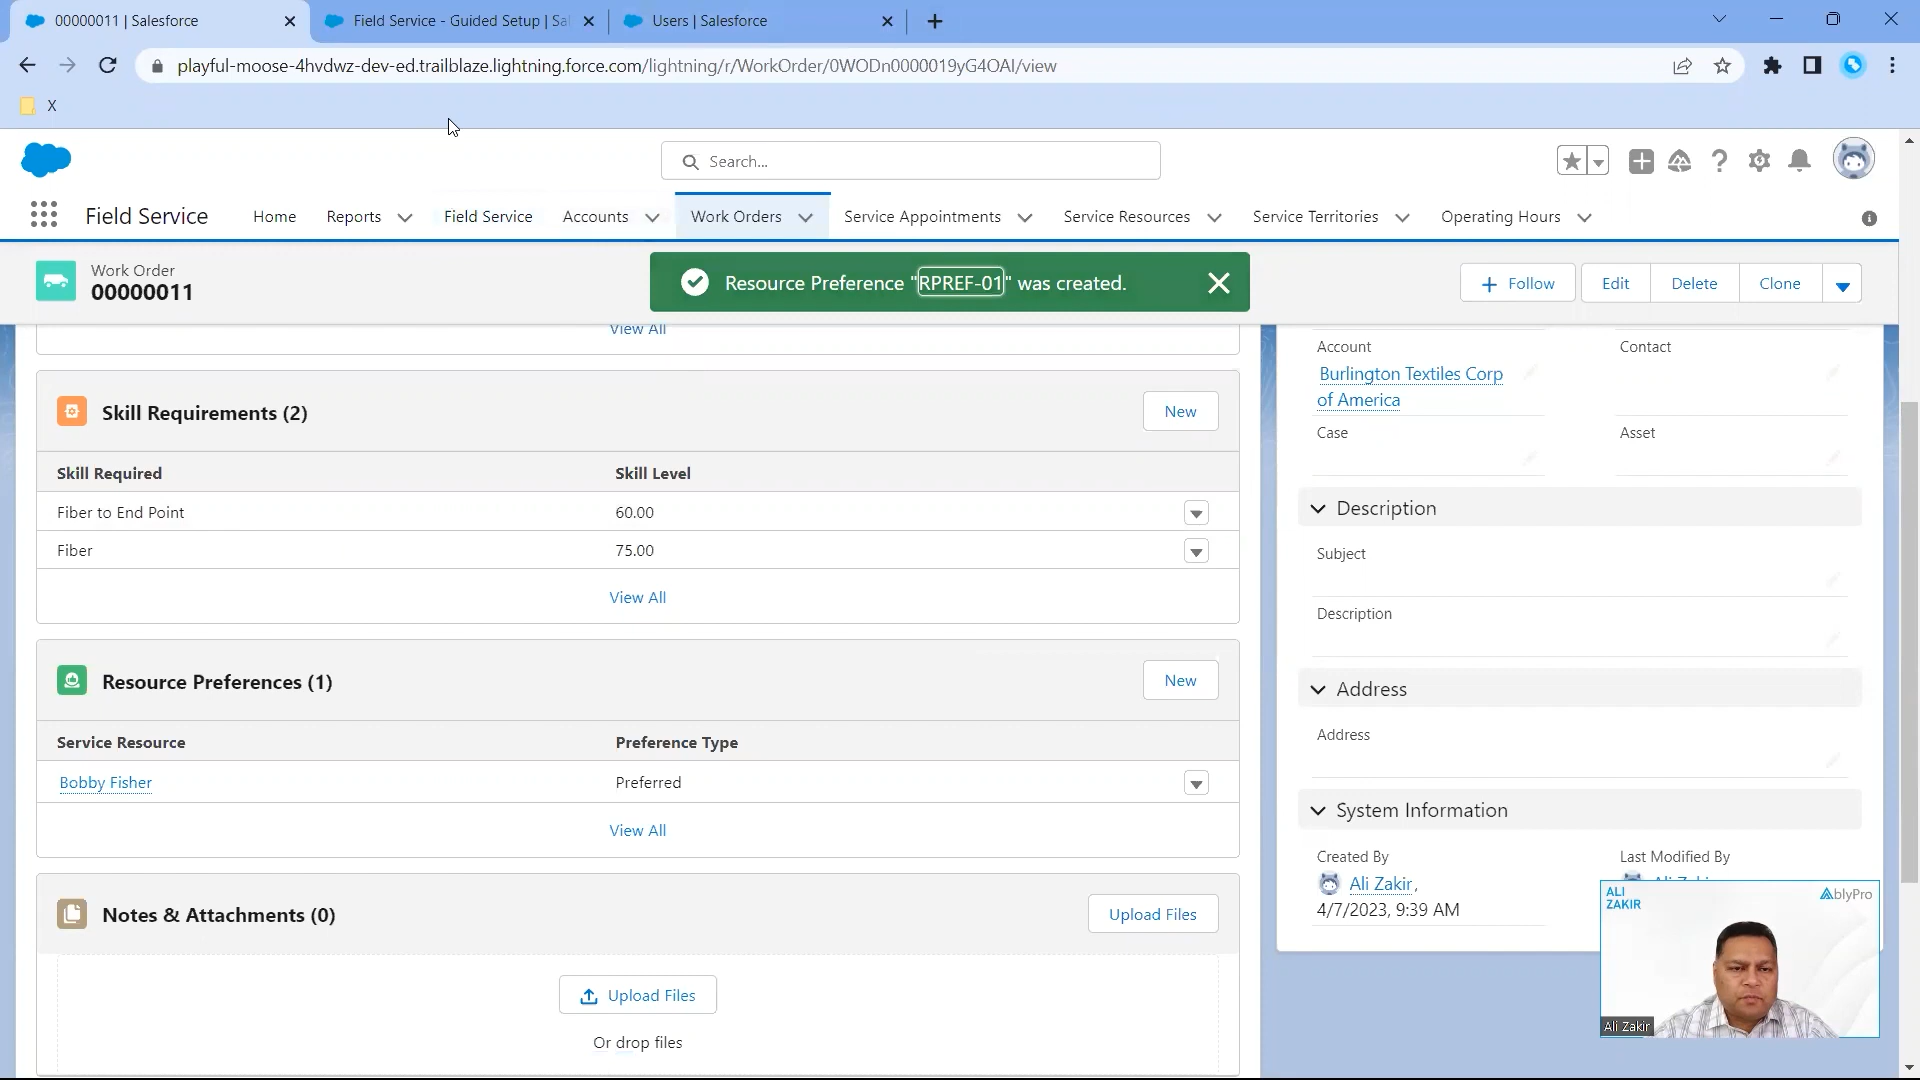 00000011 | Salesforce
Field Service - Guided Setup | Sal
Users | Salesforce
playful-moose-4hvdwz-dev-ed.trailblaze.lightning.force.com/lightning/r/WorkOrder/0WODn0000019yG4OAI/view
X
Search...
Field Service
Home
Reports
Field Service
Accounts
Work Orders
Service Appointments
Service Resources
Service Territories
Operating Hours
Work Order
00000011
Resource Preference "RPREF-01" was created.
Follow
Edit
Delete
Clone
View All
Skill Requirements (2)
New
Skill Required
Skill Level
Fiber to End Point
60.00
Fiber
75.00
View All
Resource Preferences (1)
New
Service Resource
Preference Type
Bobby Fisher
Preferred
View All
Notes & Attachments (0)
Upload Files
Upload Files
Or drop files
Account
Contact
Burlington Textiles Corp
of America
Case
Asset
Description
Subject
Description
Address
Address
System Information
Created By
Last Modified By
Ali Zakir,
4/7/2023, 9:39 AM
ALI
ZAKIR
AblyPro
Ali Zakir